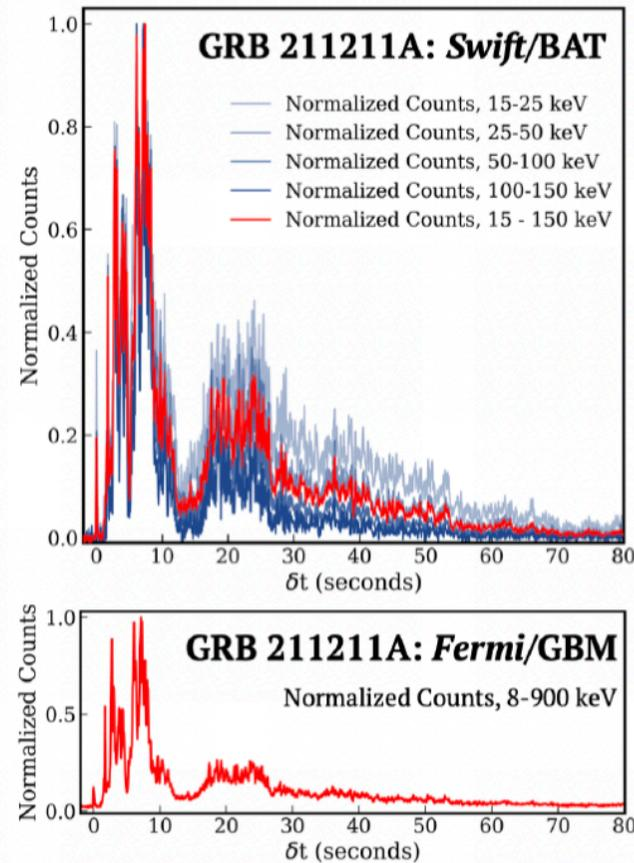 GRB 211211A: Swift/BAT
Normalized Counts, 15-25 keV
Normalized Counts, 25-50 keV
Normalized Counts, 50-100 keV
Normalized Counts, 100-150 keV
Normalized Counts, 15 - 150 keV
Normalized Counts
1.0
0.8
0.6
0.4
0.2
0.0
0 10 20 30 40 50 60 70 80
δt (seconds)
GRB 211211A: Fermi/GBM
Normalized Counts, 8-900 keV
Normalized Counts
1.0
0.5
0.0
0 10 20 30 40 50 60 70 80
δt (seconds)